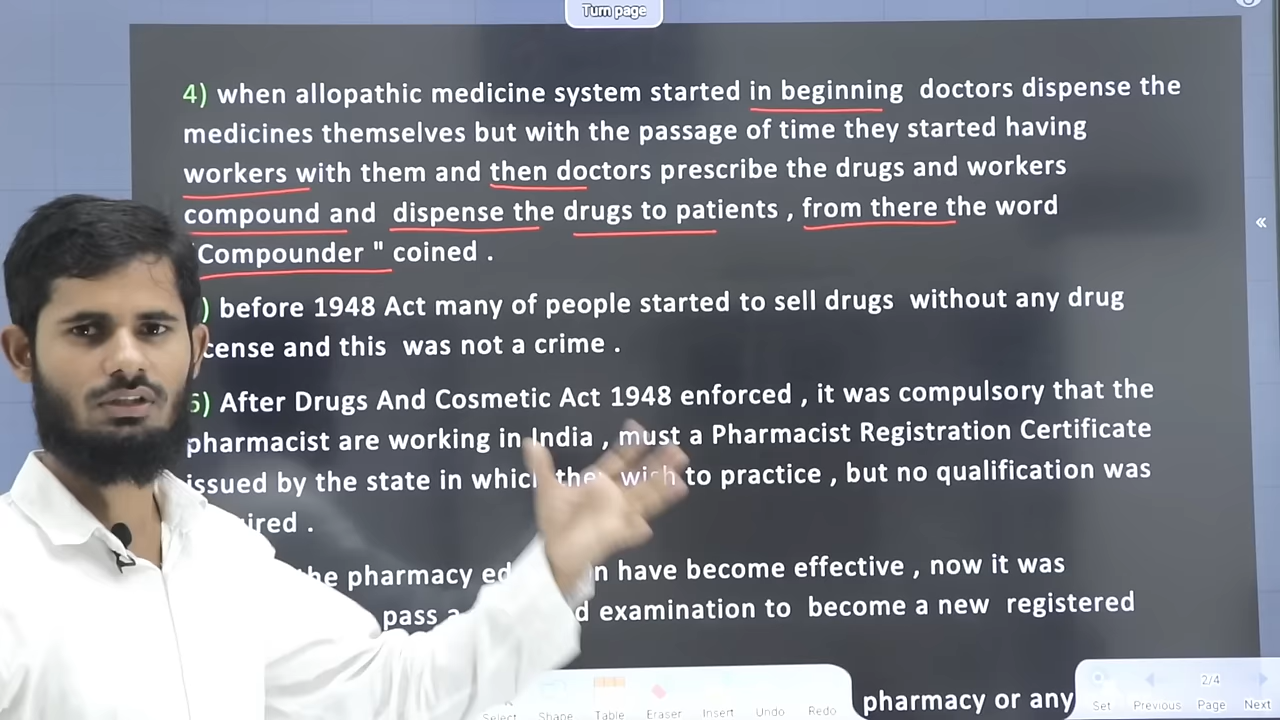 Turn page
4) when allopathic medicine system started in beginning doctors dispense the
medicines themselves but with the passage of time they started having
workers with them and then doctors prescribe the drugs and workers
compound and dispense the drugs to patients , from there the word
"Compounder " coined .
) before 1948 Act many of people started to sell drugs without any drug
cense and this was not a crime .
6) After Drugs And Cosmetic Act 1948 enforced , it was compulsory that the
pharmacist are working in India , must a Pharmacist Registration Certificate
issued by the state in which they wish to practice , but no qualification was
ired .
the pharmacy ed n have become effective , now it was
pass a d examination to become a new registered
pharmacy or any
Select Shape Table Eraser Insert Undo Redo
2/4
Set Previous Page Next